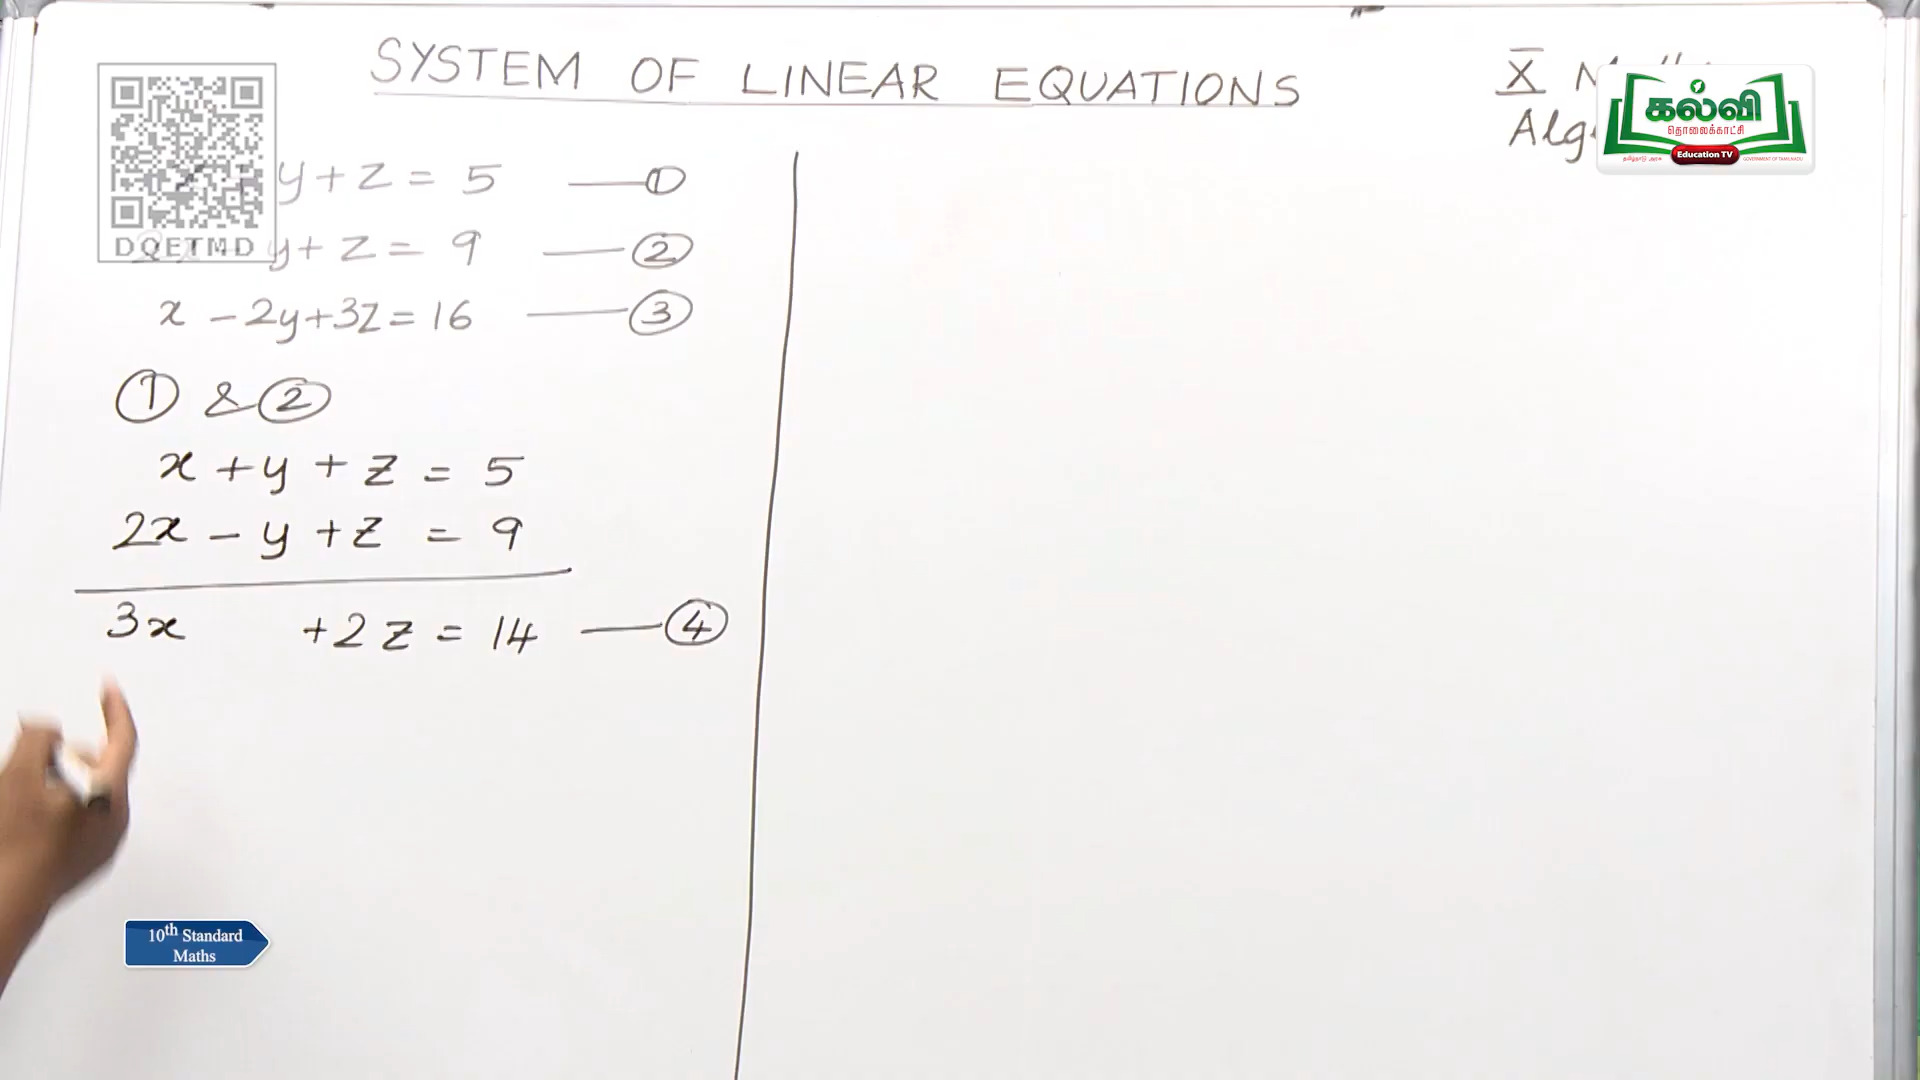 SYSTEM OF LINEAR EQUATIONS
X
கல்வி
தொலைக்காட்சி
Education TV
y + z = 5 — ①
DQETMD
y + z = 9 — ②
x - 2y + 3z = 16 — ③
① & ②
x + y + z = 5
2x - y + z = 9
3x + 2z = 14 — ④
10th Standard
Maths